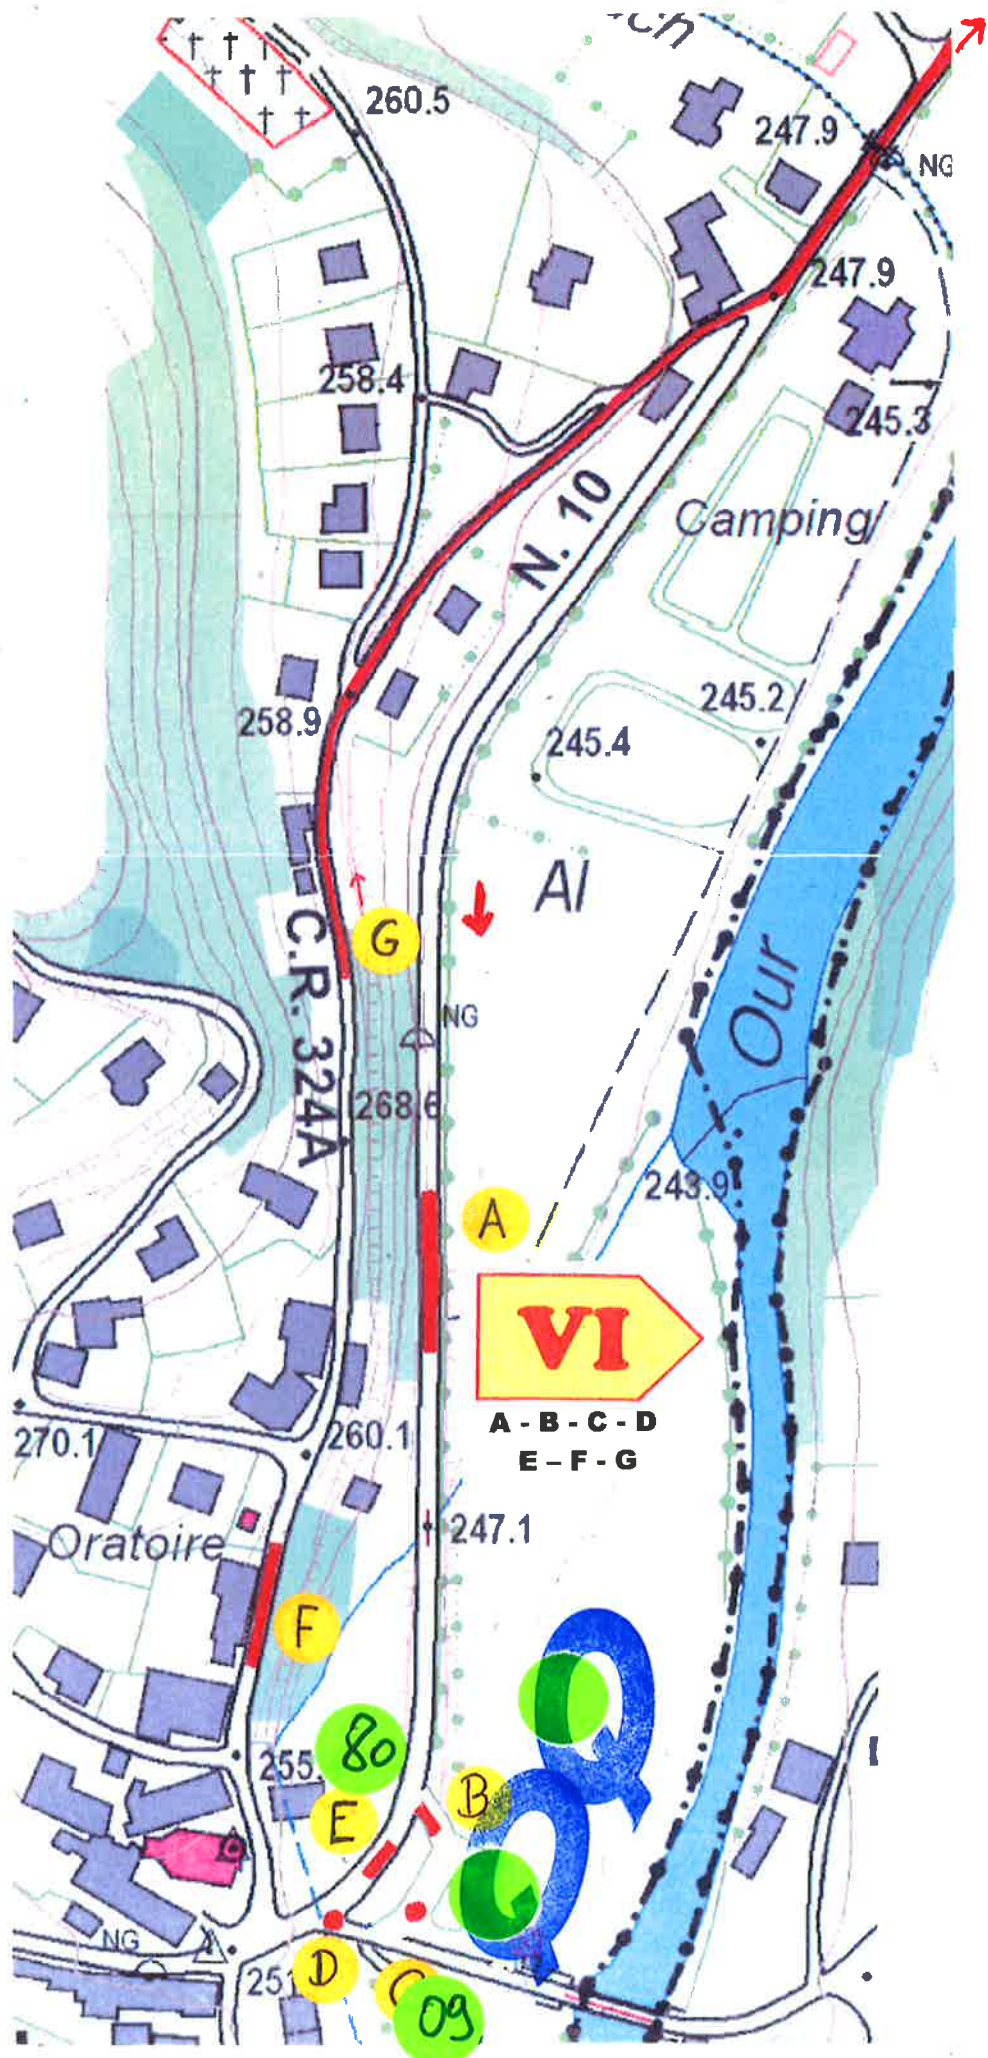 ch
260.5
247.9
NG
247.9
258.4
245.3
N. 10
Camping
258.9
245.2
245.4
Al
G
C.R. 324A
Our
NG
268.6
243.9
A
VI
A - B - C - D
E – F - G
270.1
260.1
247.1
Oratoire
F
Q
80
255.
B
E
Q
NG
D
251
C
09